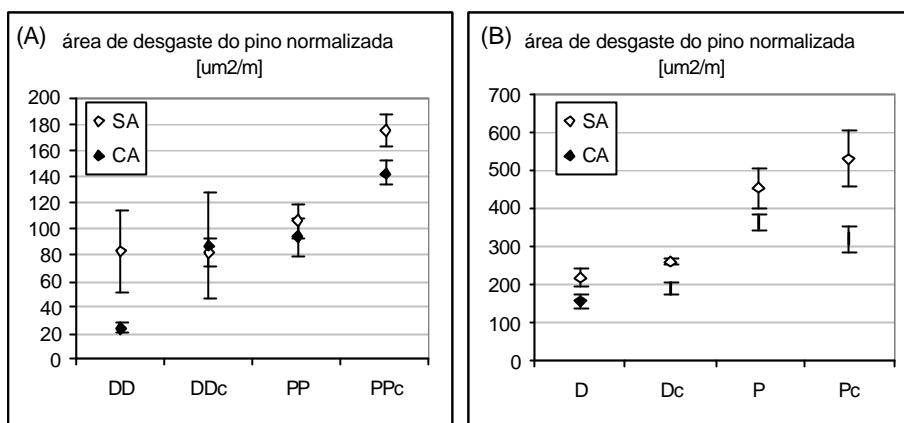 (A) área de desgaste do pino normalizada
[um2/m]
200
180
160
140
120
100
80
60
40
20
0
SA
CA
DD DDc PP PPc
(B) área de desgaste do pino normalizada
[um2/m]
700
600
500
400
300
200
100
0
SA
CA
D Dc P Pc